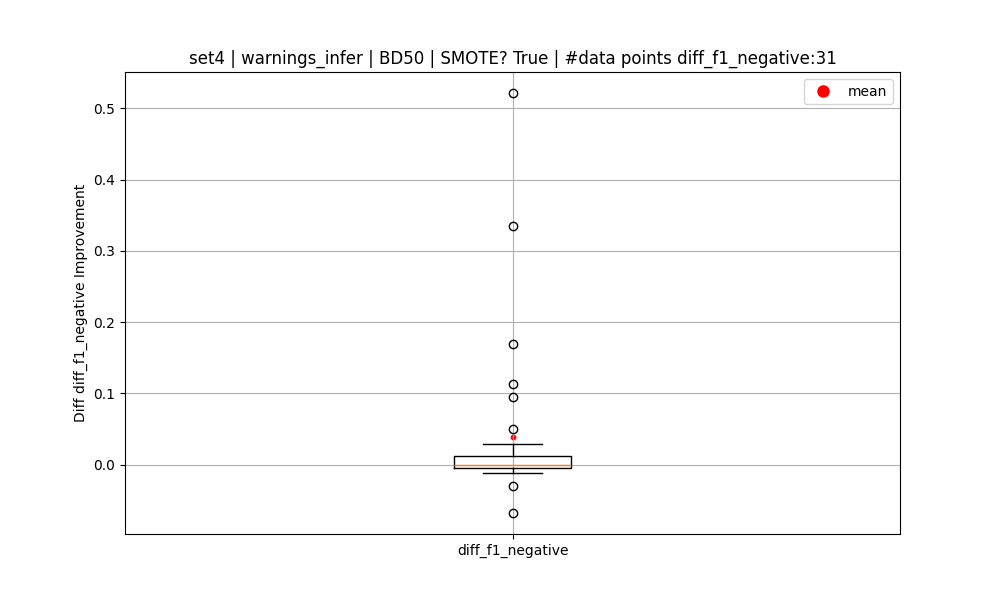 set4 | warnings_infer | BD50 | SMOTE? True | #data points diff_f1_negative:31
mean
0.5
0.4
0.3
0.2
0.1
0.0
Diff diff_f1_negative Improvement
diff_f1_negative